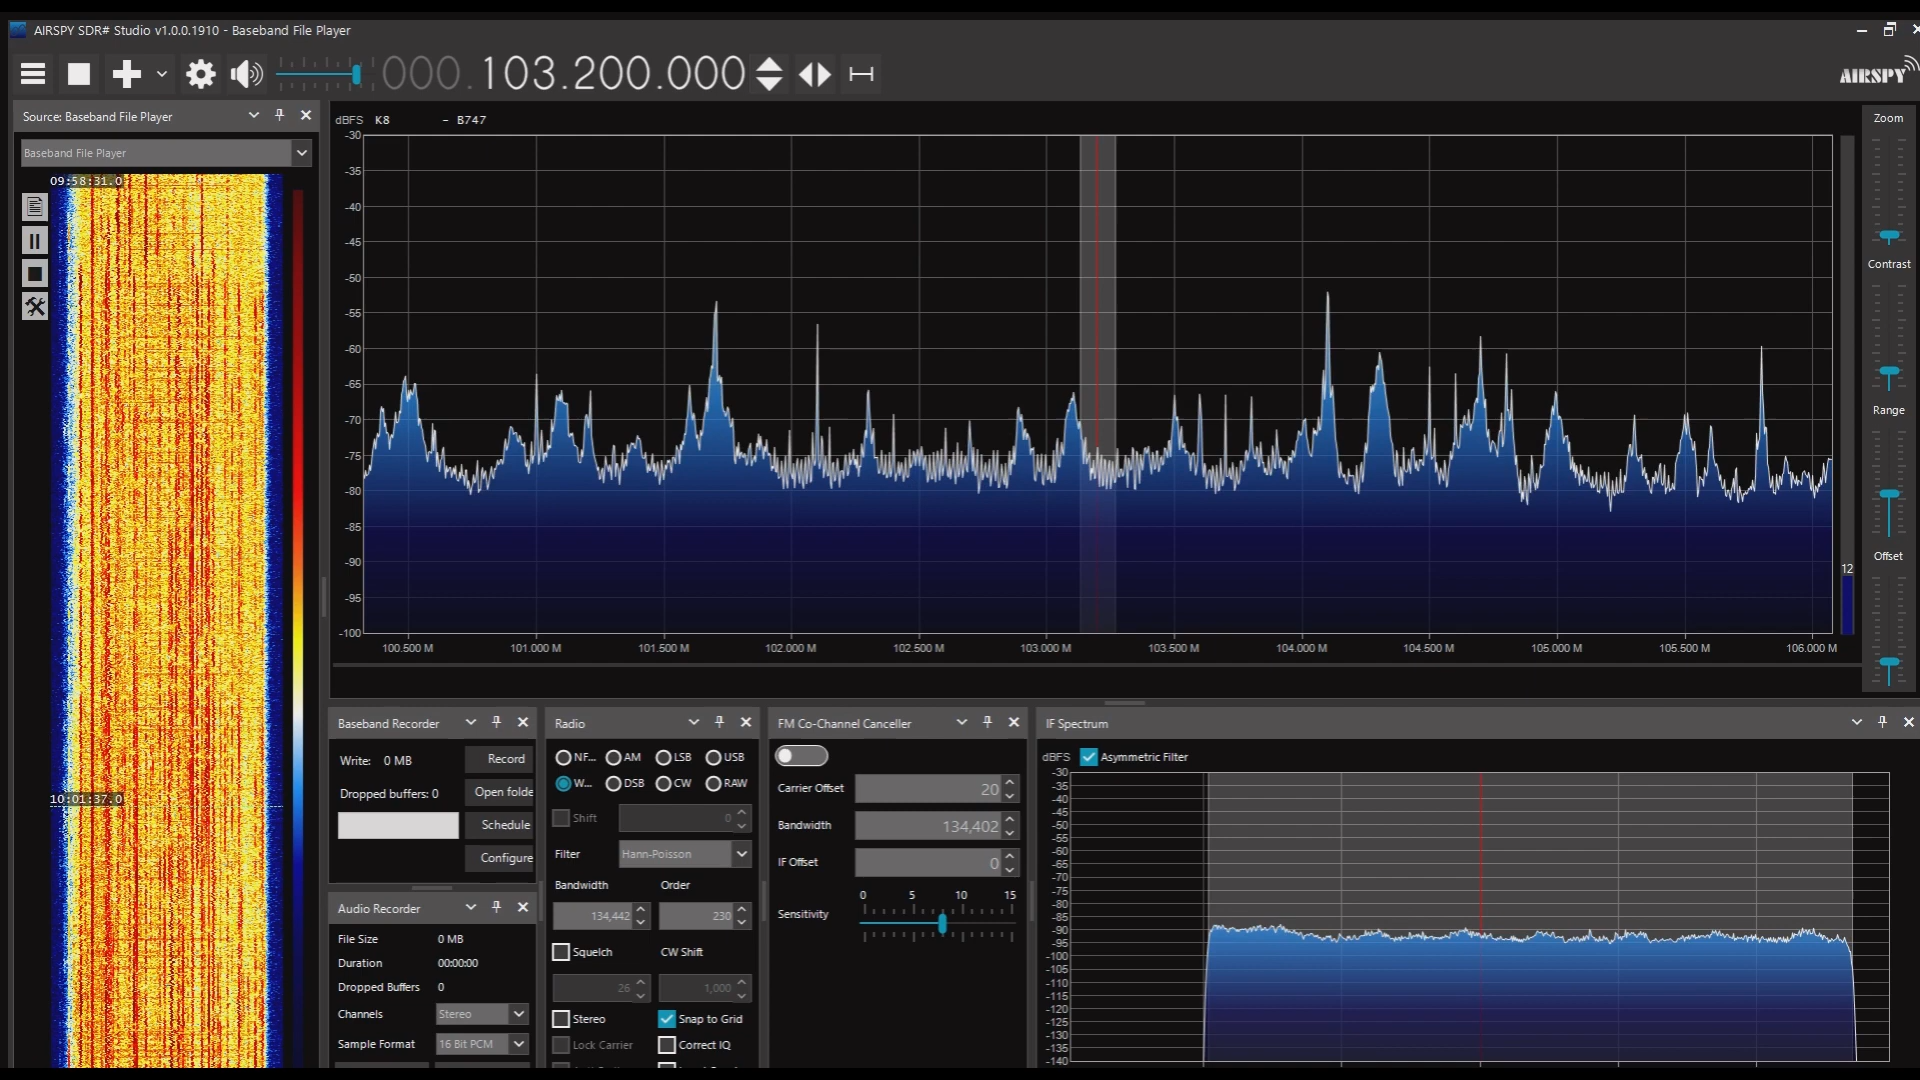 AIRSPY SDR# Studio v1.0.0.1910 - Baseband File Player
000.103.200.000
AIRSPY
Source: Baseband File Player
Baseband File Player
09:58:31.0
10:01:37.0
dBFS K8 - B747
-30
-35
-40
-45
-50
-55
-60
-65
-70
-75
-80
-85
-90
-95
-100
100.500 M 101.000 M 101.500 M 102.000 M 102.500 M 103.000 M 103.500 M 104.000 M 104.500 M 105.000 M 105.500 M 106.000 M
12
Zoom
Contrast
Range
Offset
Baseband Recorder
Write: 0 MB Record
Dropped buffers: 0 Open folde
Schedule
Configure
Audio Recorder
File Size 0 MB
Duration 00:00:00
Dropped Buffers 0
Channels Stereo
Sample Format 16 Bit PCM
Radio
NF... AM LSB USB
W... DSB CW RAW
Shift 0
Filter Hann-Poisson
Bandwidth Order
134,442 230
Squelch CW Shift
26 1,000
Stereo Snap to Grid
Lock Carrier Correct IQ
FM Co-Channel Canceller
Carrier Offset 20
Bandwidth 134,402
IF Offset 0
0 5 10 15
Sensitivity
IF Spectrum
dBFS Asymmetric Filter
-30
-35
-40
-45
-50
-55
-60
-65
-70
-75
-80
-85
-90
-95
-100
-105
-110
-115
-120
-125
-130
-135
-140